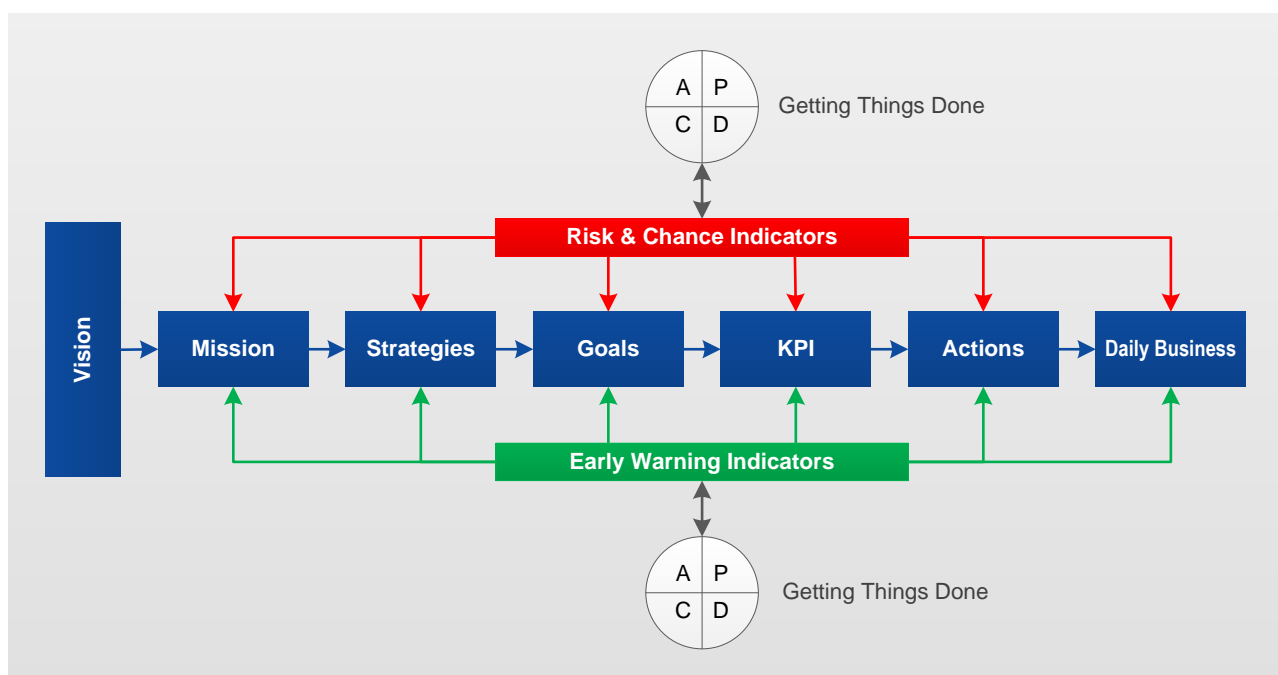 A P
C D
Getting Things Done
Risk & Chance Indicators
Vision
Mission
Strategies
Goals
KPI
Actions
Daily Business
Early Warning Indicators
A P
C D
Getting Things Done